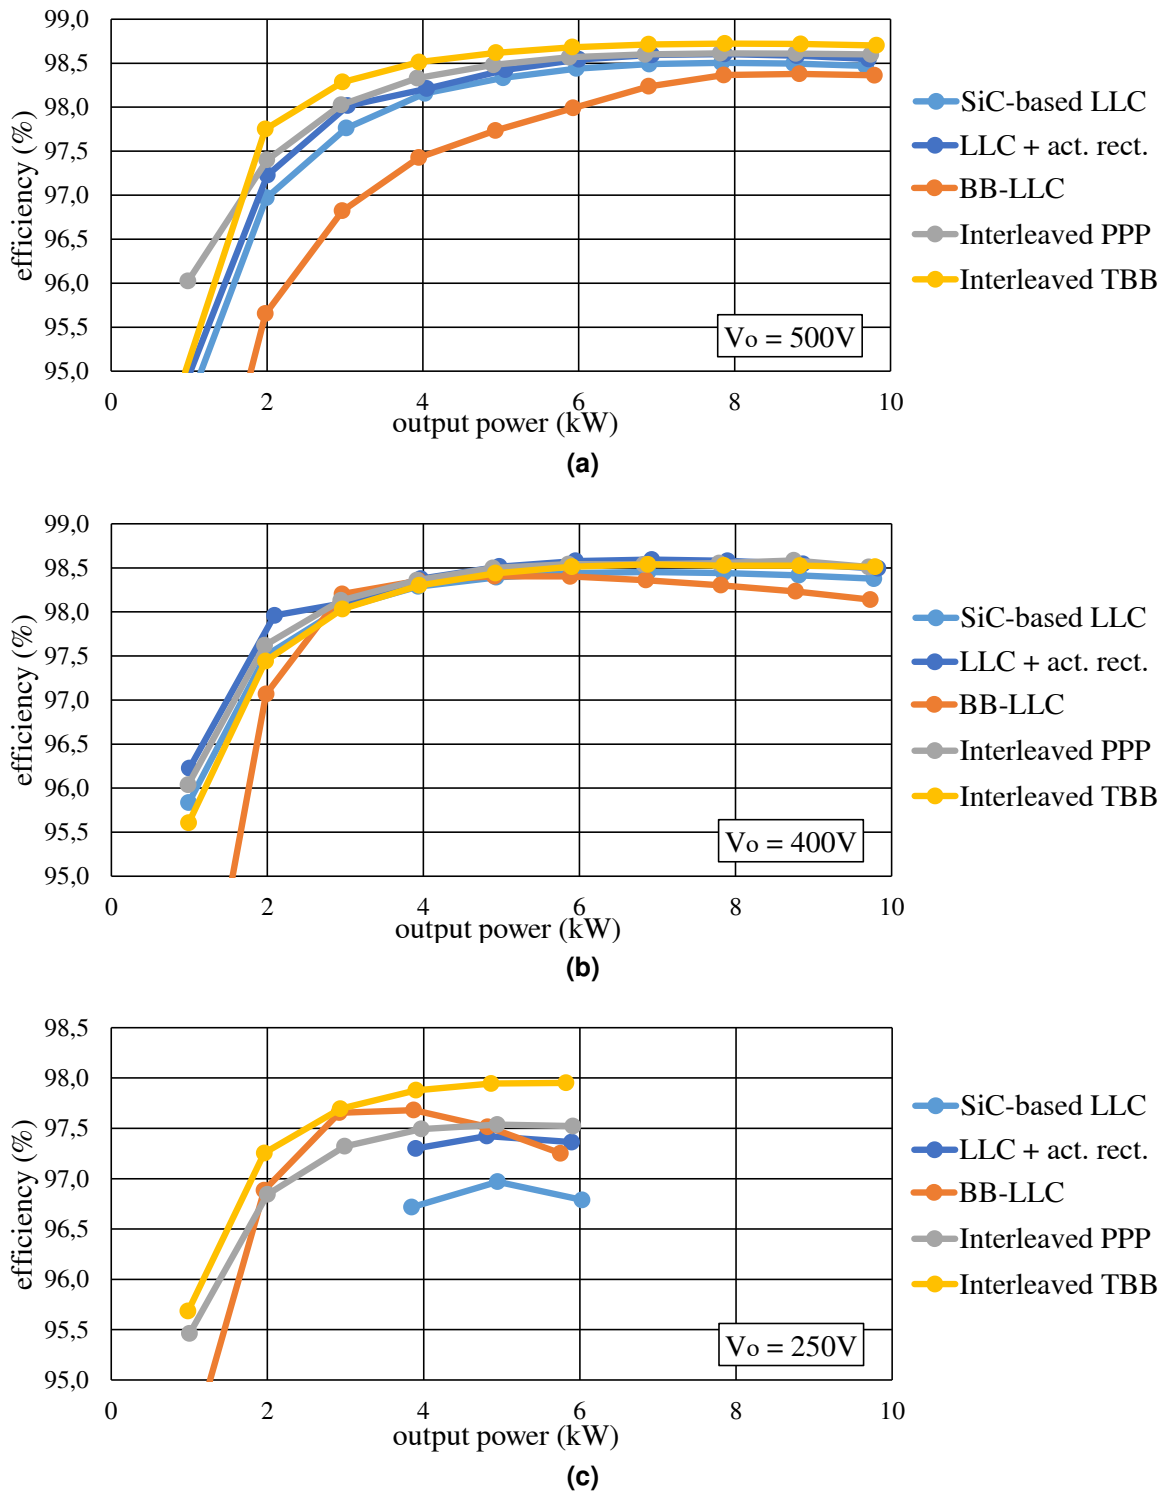 99,0
98,5
98,0
97,5
97,0
96,5
96,0
95,5
95,0
efficiency (%)
0 2 4 6 8 10
output power (kW)
Vo = 500V
SiC-based LLC
LLC + act. rect.
BB-LLC
Interleaved PPP
Interleaved TBB
(a)
99,0
98,5
98,0
97,5
97,0
96,5
96,0
95,5
95,0
efficiency (%)
0 2 4 6 8 10
output power (kW)
Vo = 400V
SiC-based LLC
LLC + act. rect.
BB-LLC
Interleaved PPP
Interleaved TBB
(b)
98,5
98,0
97,5
97,0
96,5
96,0
95,5
95,0
efficiency (%)
0 2 4 6 8 10
output power (kW)
Vo = 250V
SiC-based LLC
LLC + act. rect.
BB-LLC
Interleaved PPP
Interleaved TBB
(c)